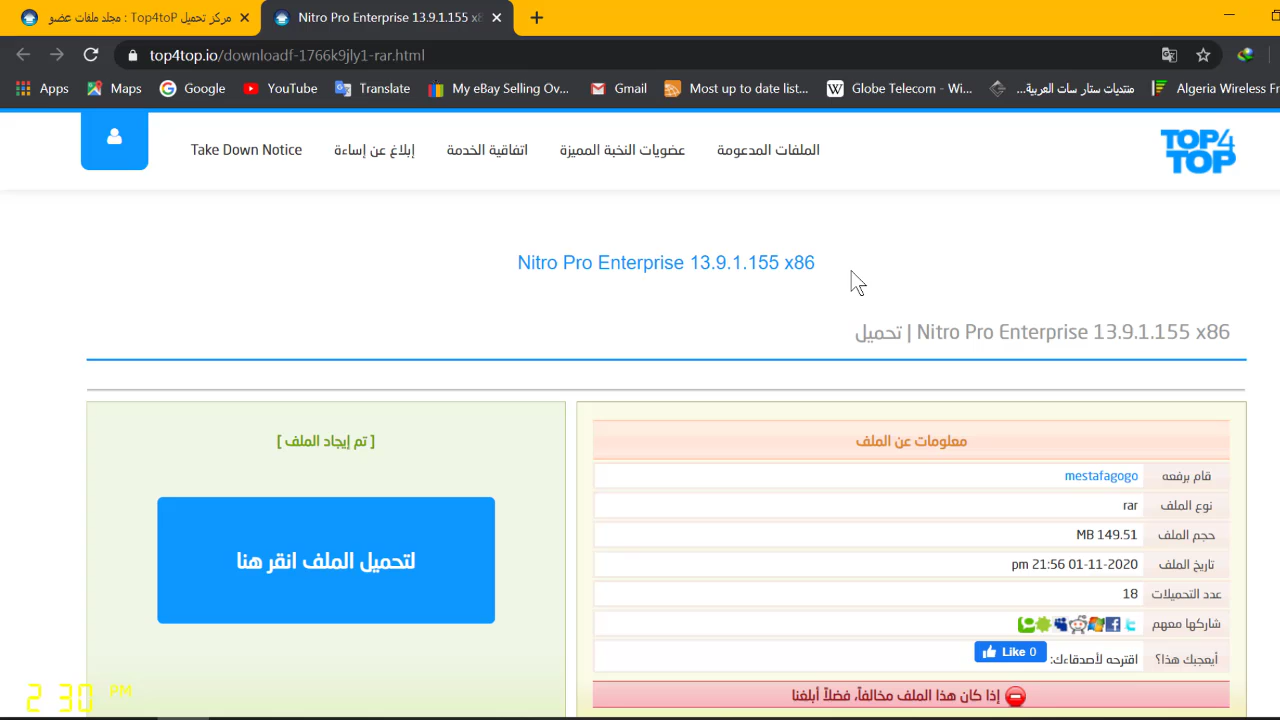 مركز تحميل Top4toP : مجلد ملفات عضو
Nitro Pro Enterprise 13.9.1.155 x8
top4top.io/downloadf-1766k9jly1-rar.html
Apps Maps Google YouTube Translate My eBay Selling Ov... Gmail Most up to date list... Globe Telecom - Wi... منتديات ستار سات العربية... Algeria Wireless Fr
Take Down Notice إبلاغ عن إساءة اتفاقية الخدمة عضويات النخبة المميزة الملفات المدعومة
TOP4
TOP
Nitro Pro Enterprise 13.9.1.155 x86
تحميل | Nitro Pro Enterprise 13.9.1.155 x86
[ تم إيجاد الملف ]
لتحميل الملف انقر هنا
معلومات عن الملف
قام برفعه mestafagogo
نوع الملف rar
حجم الملف MB 149.51
تاريخ الملف pm 21:56 01-11-2020
عدد التحميلات 18
شاركها معهم
أيعجبك هذا؟ اقترحه لأصدقاءك: Like 0
إذا كان هذا الملف مخالفاً، فضلاً أبلغنا
2 30 PM